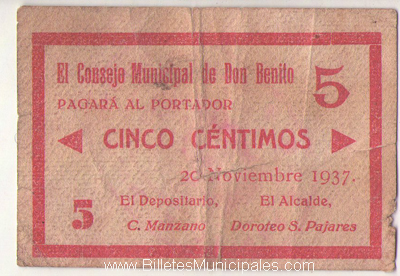 El Consejo Municipal de Don Benito
5
PAGARÁ AL PORTADOR
CINCO CÉNTIMOS
20 Noviembre 1937.
El Depositario, El Alcalde,
5
C. Manzano Doroteo S. Pajares
www.BilletesMunicipales.com